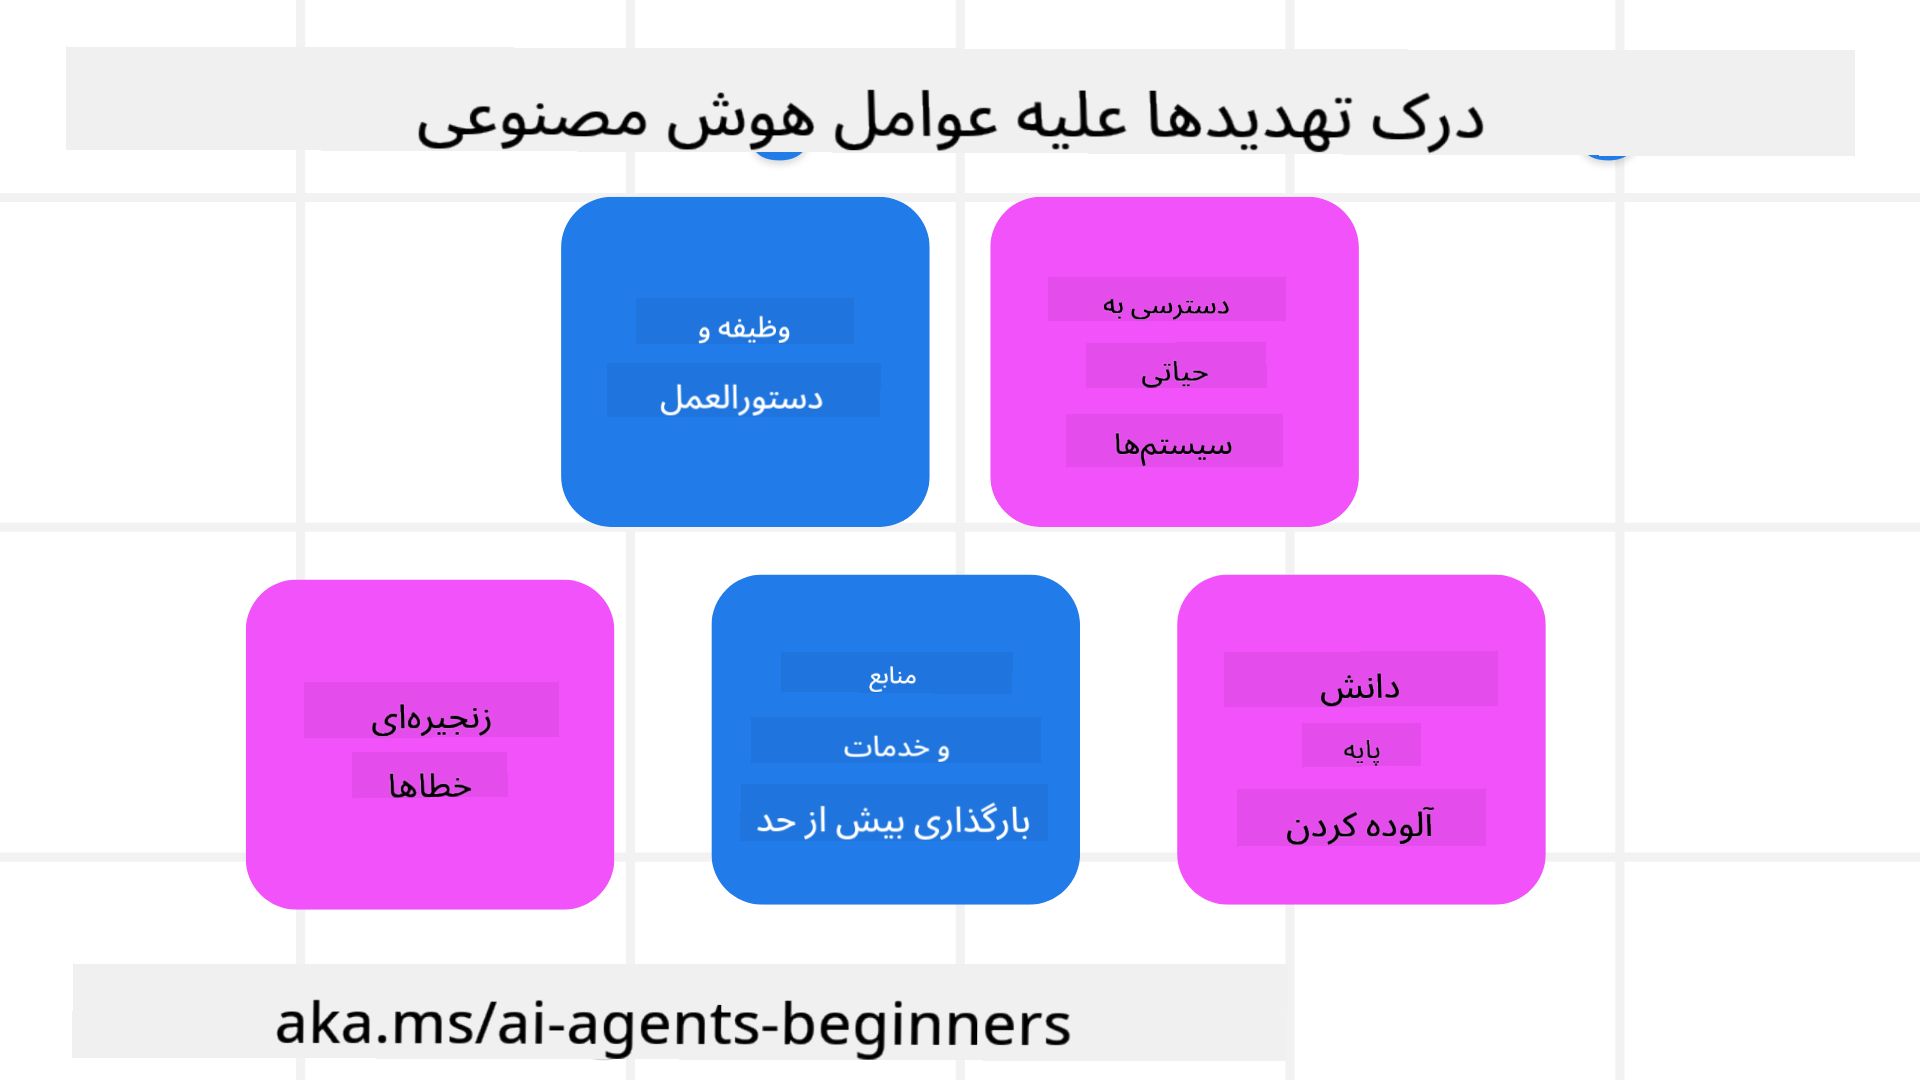 درک تهدیدها علیه عوامل هوش مصنوعی
وظیفه و
دستورالعمل
دسترسی به
حیاتی
سیستم‌ها
زنجیره‌ای
خطاها
منابع
و خدمات
بارگذاری بیش از حد
دانش
پایه
آلوده کردن
aka.ms/ai-agents-beginners